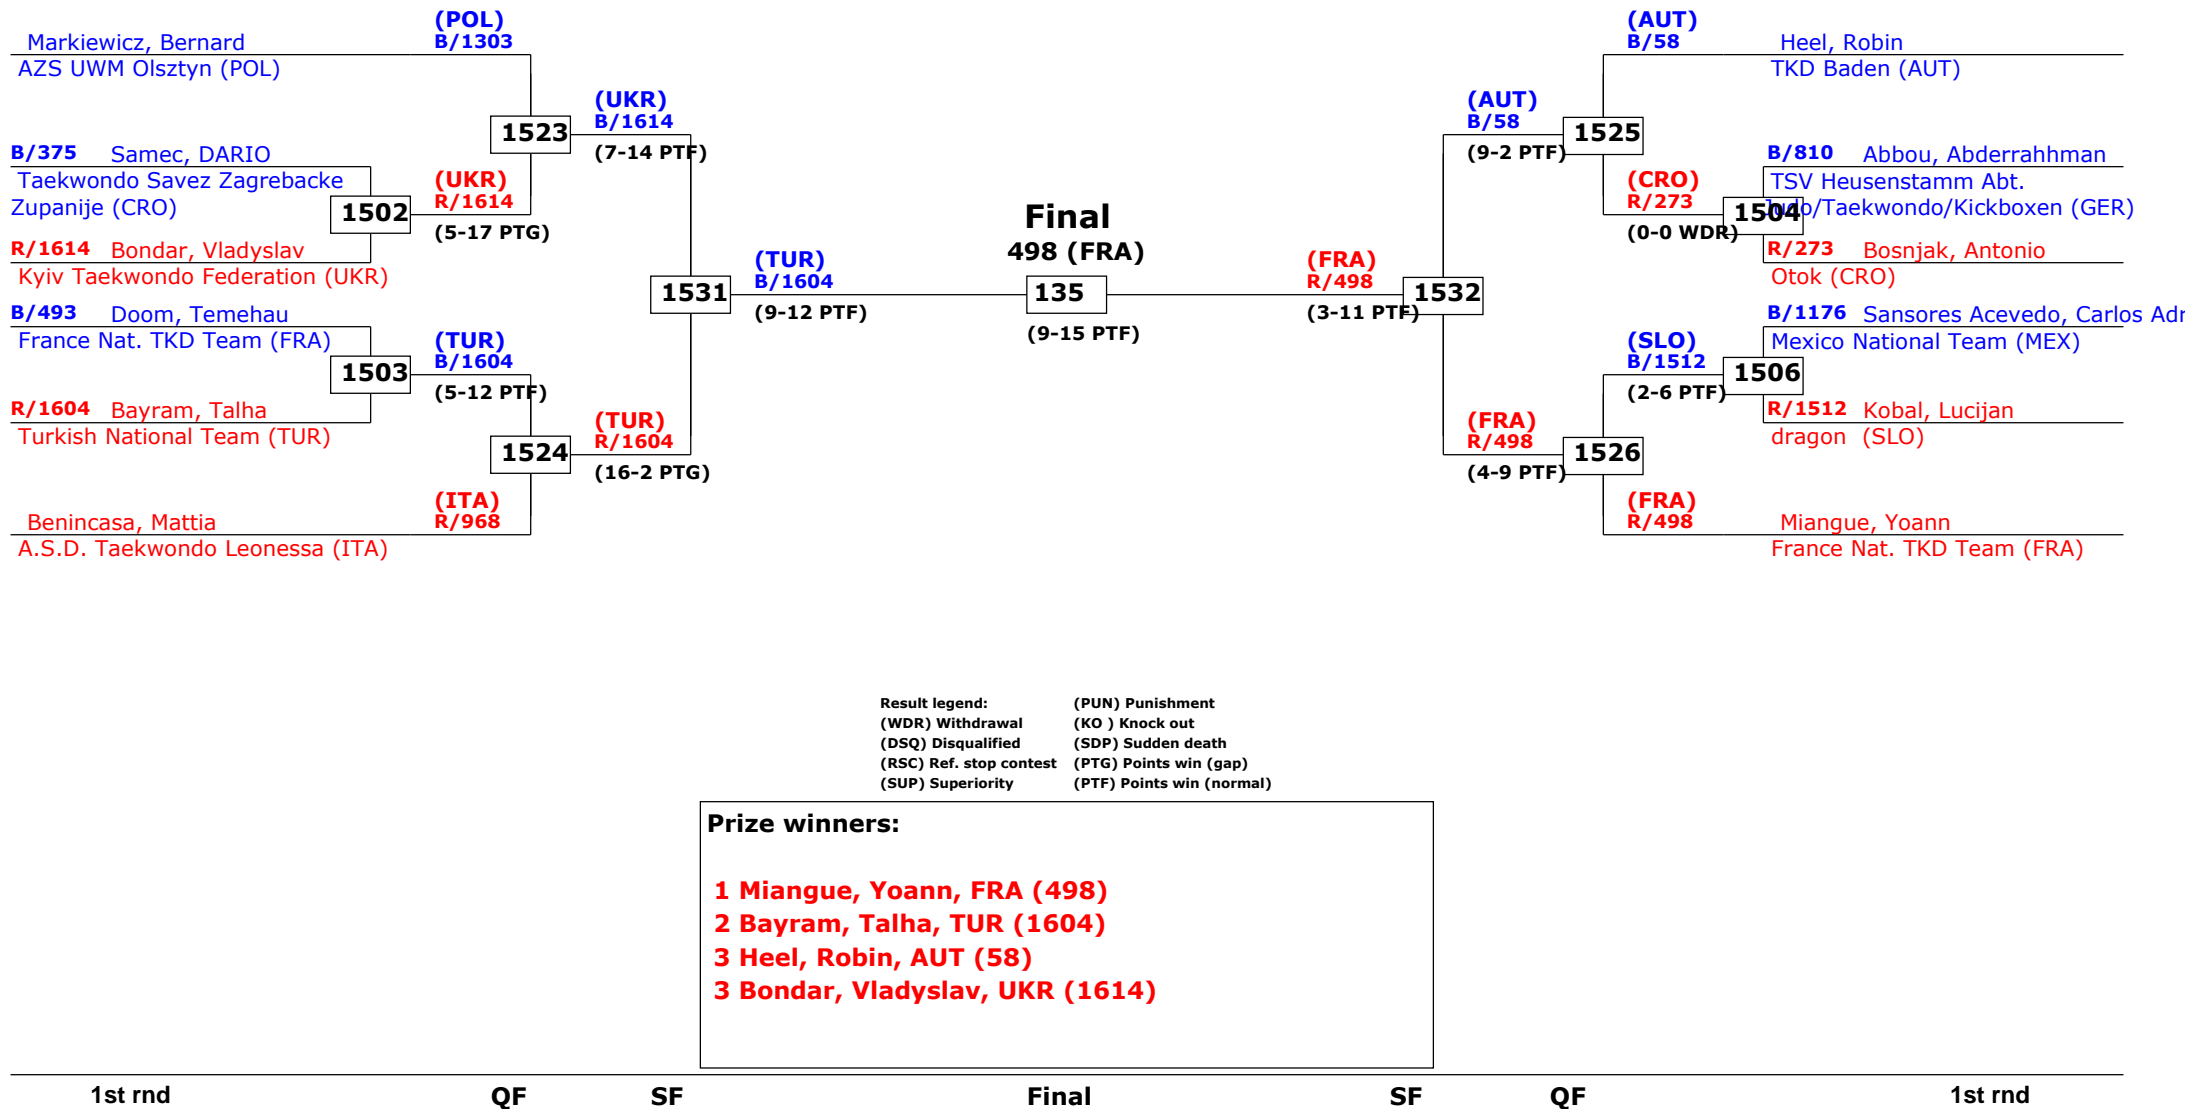 (POL)
B/1303
Markiewicz, Bernard
AZS UWM Olsztyn (POL)
(UKR)
B/1614
1523
(7-14 PTF)
B/375 Samec, DARIO
Taekwondo Savez Zagrebacke
Zupanije (CRO)
(UKR)
R/1614
1502
(5-17 PTG)
R/1614 Bondar, Vladyslav
Kyiv Taekwondo Federation (UKR)
(TUR)
B/1604
1531
(9-12 PTF)
B/493 Doom, Temehau
France Nat. TKD Team (FRA)
(TUR)
B/1604
1503
(5-12 PTF)
R/1604 Bayram, Talha
Turkish National Team (TUR)
(TUR)
R/1604
1524
(16-2 PTG)
(ITA)
R/968
Benincasa, Mattia
A.S.D. Taekwondo Leonessa (ITA)
Final
498 (FRA)
135
(9-15 PTF)
(AUT)
B/58
Heel, Robin
TKD Baden (AUT)
(AUT)
B/58
1525
(9-2 PTF)
B/810 Abbou, Abderrahhman
TSV Heusenstamm Abt.
Judo/Taekwondo/Kickboxen (GER)
(CRO)
R/273
1504
(0-0 WDR)
R/273 Bosnjak, Antonio
Otok (CRO)
(FRA)
R/498
1532
(3-11 PTF)
B/1176 Sansores Acevedo, Carlos Adr
Mexico National Team (MEX)
(SLO)
B/1512
1506
(2-6 PTF)
R/1512 Kobal, Lucijan
dragon (SLO)
(FRA)
R/498
1526
(4-9 PTF)
(FRA)
R/498
Miangue, Yoann
France Nat. TKD Team (FRA)
Result legend: (PUN) Punishment
(WDR) Withdrawal (KO ) Knock out
(DSQ) Disqualified (SDP) Sudden death
(RSC) Ref. stop contest (PTG) Points win (gap)
(SUP) Superiority (PTF) Points win (normal)
Prize winners:
1 Miangue, Yoann, FRA (498)
2 Bayram, Talha, TUR (1604)
3 Heel, Robin, AUT (58)
3 Bondar, Vladyslav, UKR (1614)
1st rnd QF SF Final SF QF 1st rnd